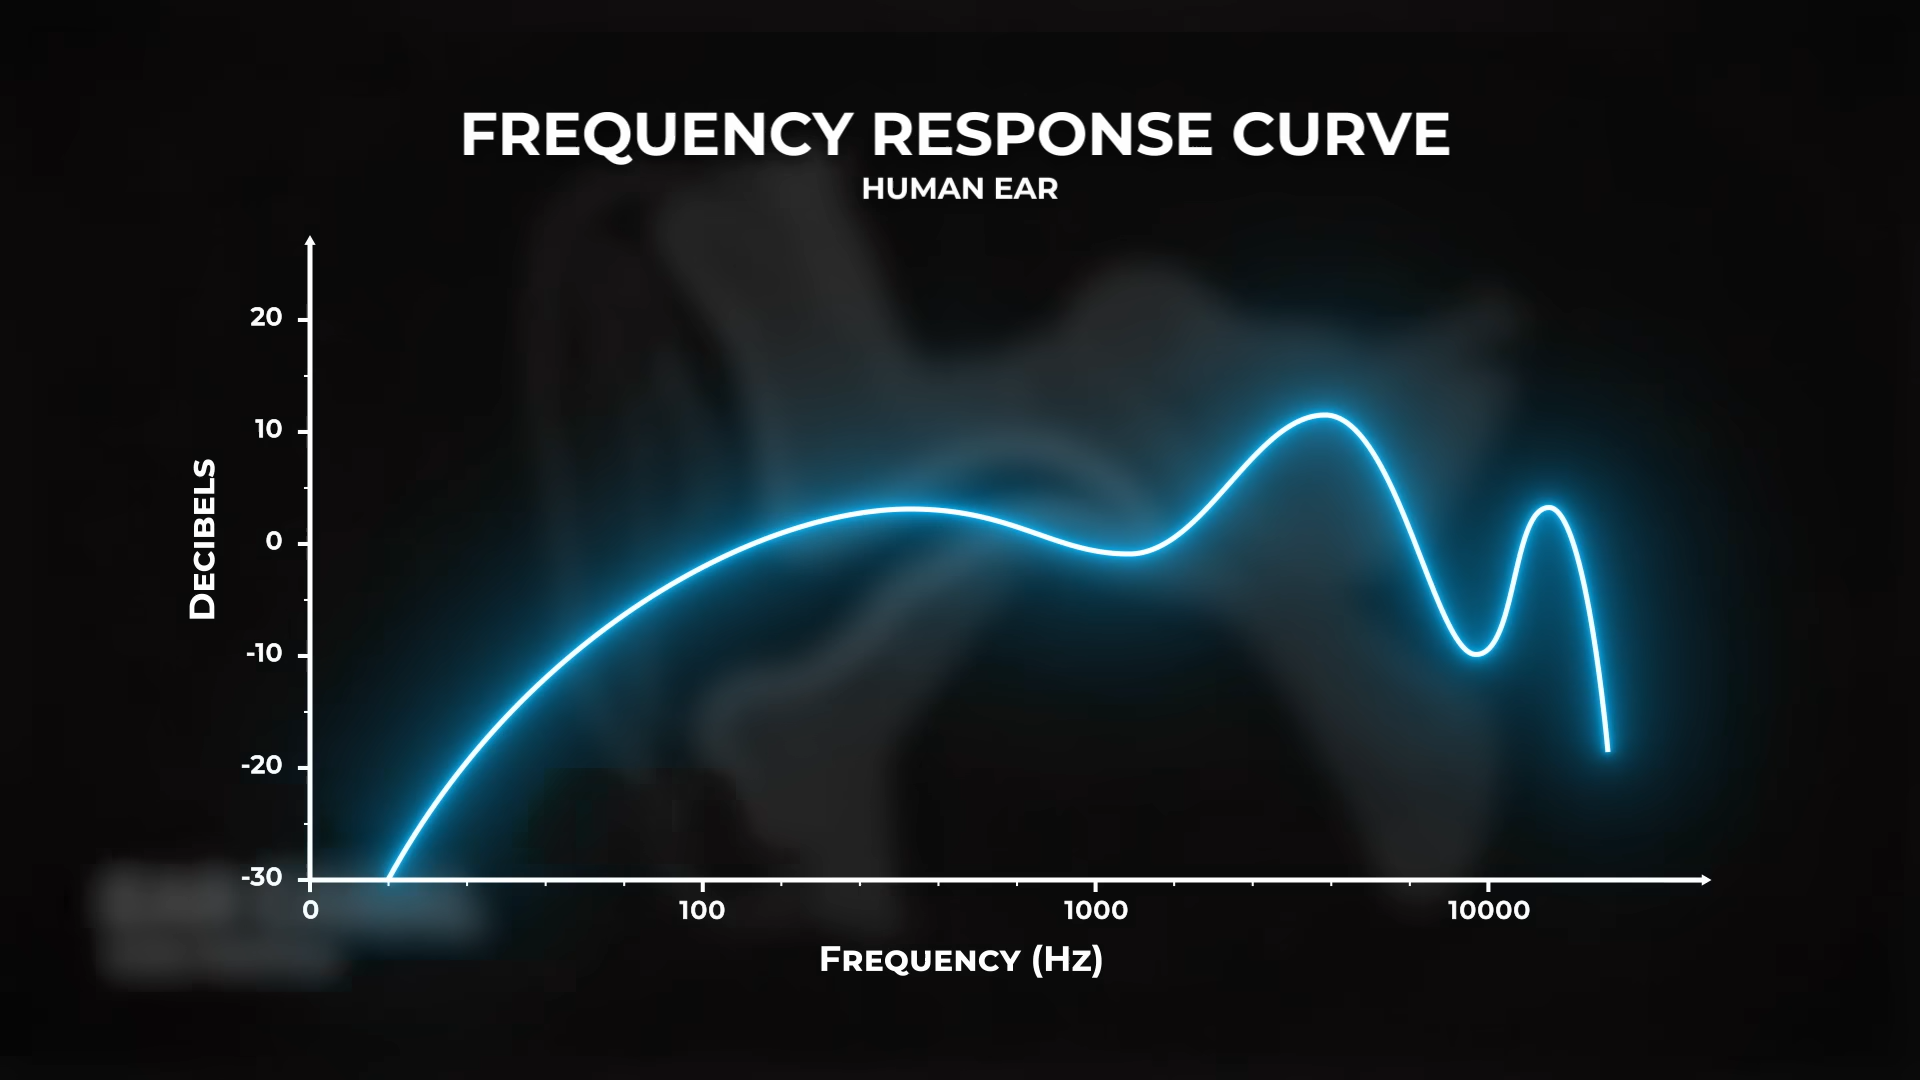 FREQUENCY RESPONSE CURVE
HUMAN EAR
20
10
0
-10
-20
-30
DECIBELS
0 100 1000 10000
FREQUENCY (HZ)